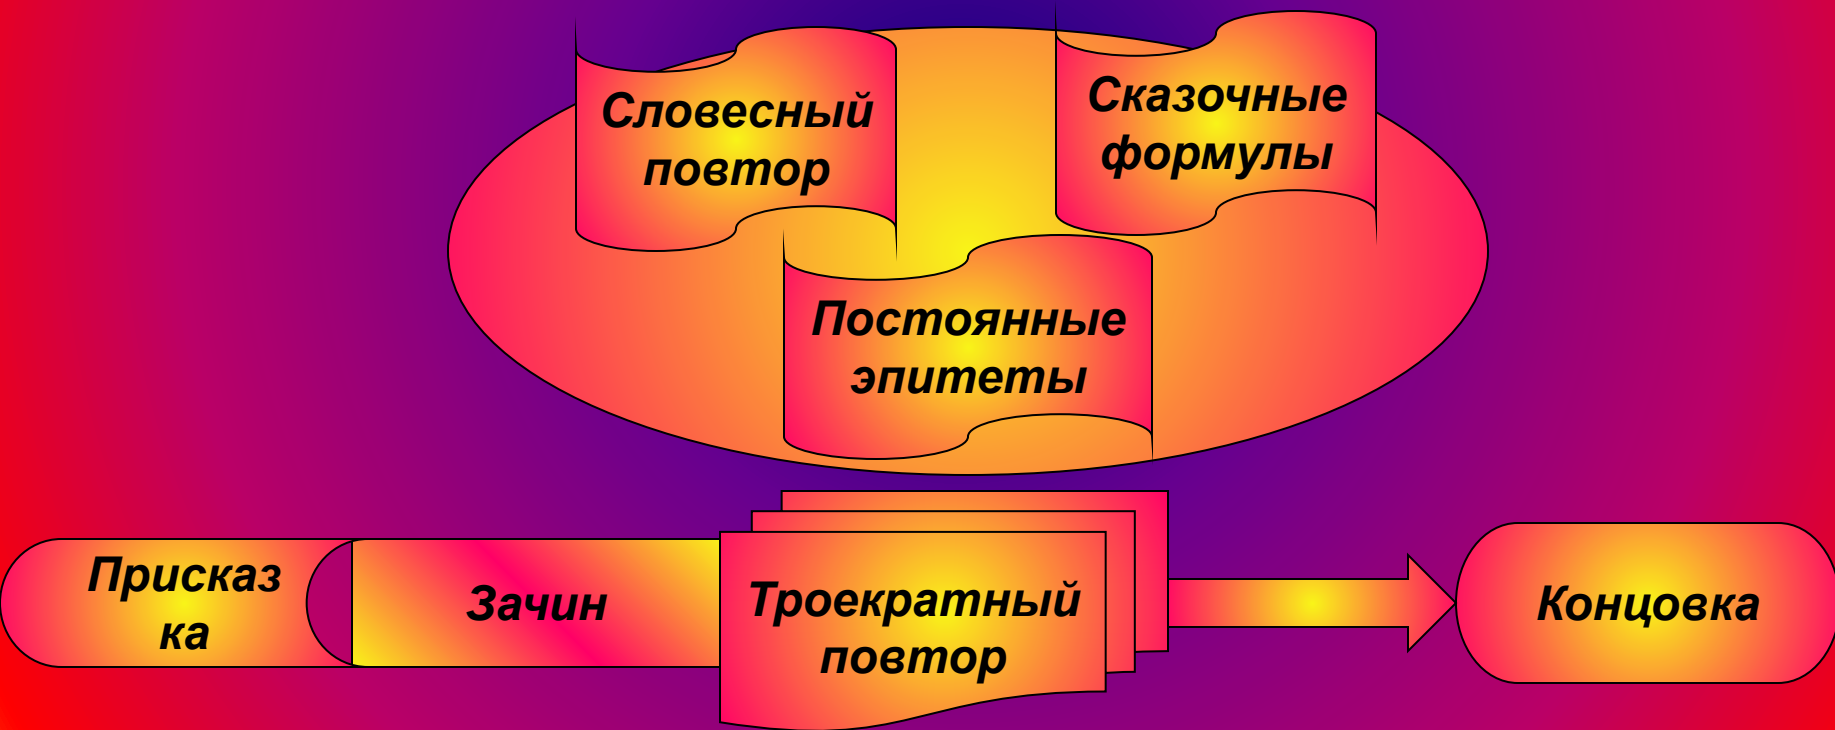 Словесный
повтор
Сказочные
формулы
Постоянные
эпитеты
Присказ
ка
Зачин
Троекратный
повтор
Концовка